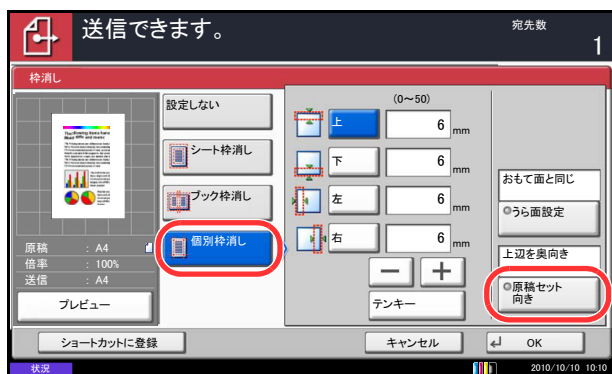 送信できます。
宛先数
1
枠消し
原稿 : A4
倍率 : 100%
送信 : A4
プレビュー
設定しない
シート枠消し
ブック枠消し
個別枠消し
(0～50)
上 6 mm
下 6 mm
左 6 mm
右 6 mm
－ ＋
テンキー
おもて面と同じ
うら面設定
上辺を奥向き
原稿セット
向き
ショートカットに登録
キャンセル
OK
状況
2010/10/10 10:10